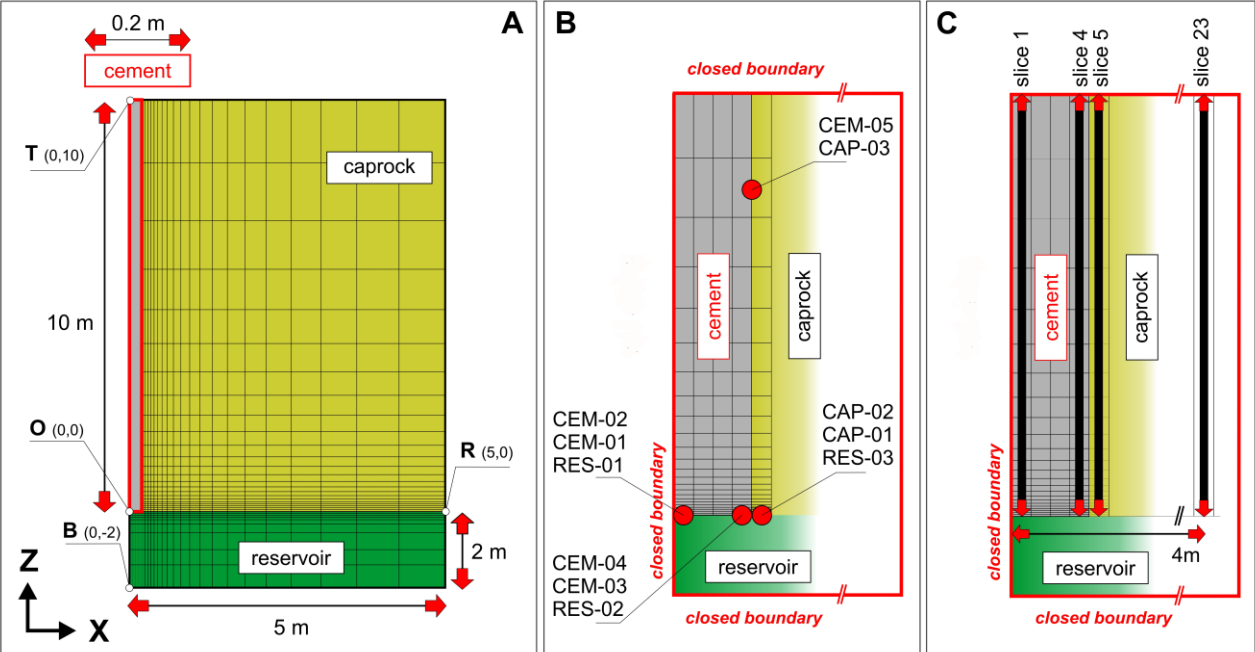 A
0.2 m
cement
T (0,10)
caprock
10 m
O (0,0)
R (5,0)
B (0,-2)
reservoir
2 m
Z
X
5 m
B
closed boundary
CEM-05
CAP-03
cement
caprock
CEM-02
CEM-01
RES-01
CAP-02
CAP-01
RES-03
closed boundary
CEM-04
CEM-03
RES-02
reservoir
closed boundary
C
slice 1
slice 4
slice 5
slice 23
cement
caprock
closed boundary
4m
reservoir
closed boundary